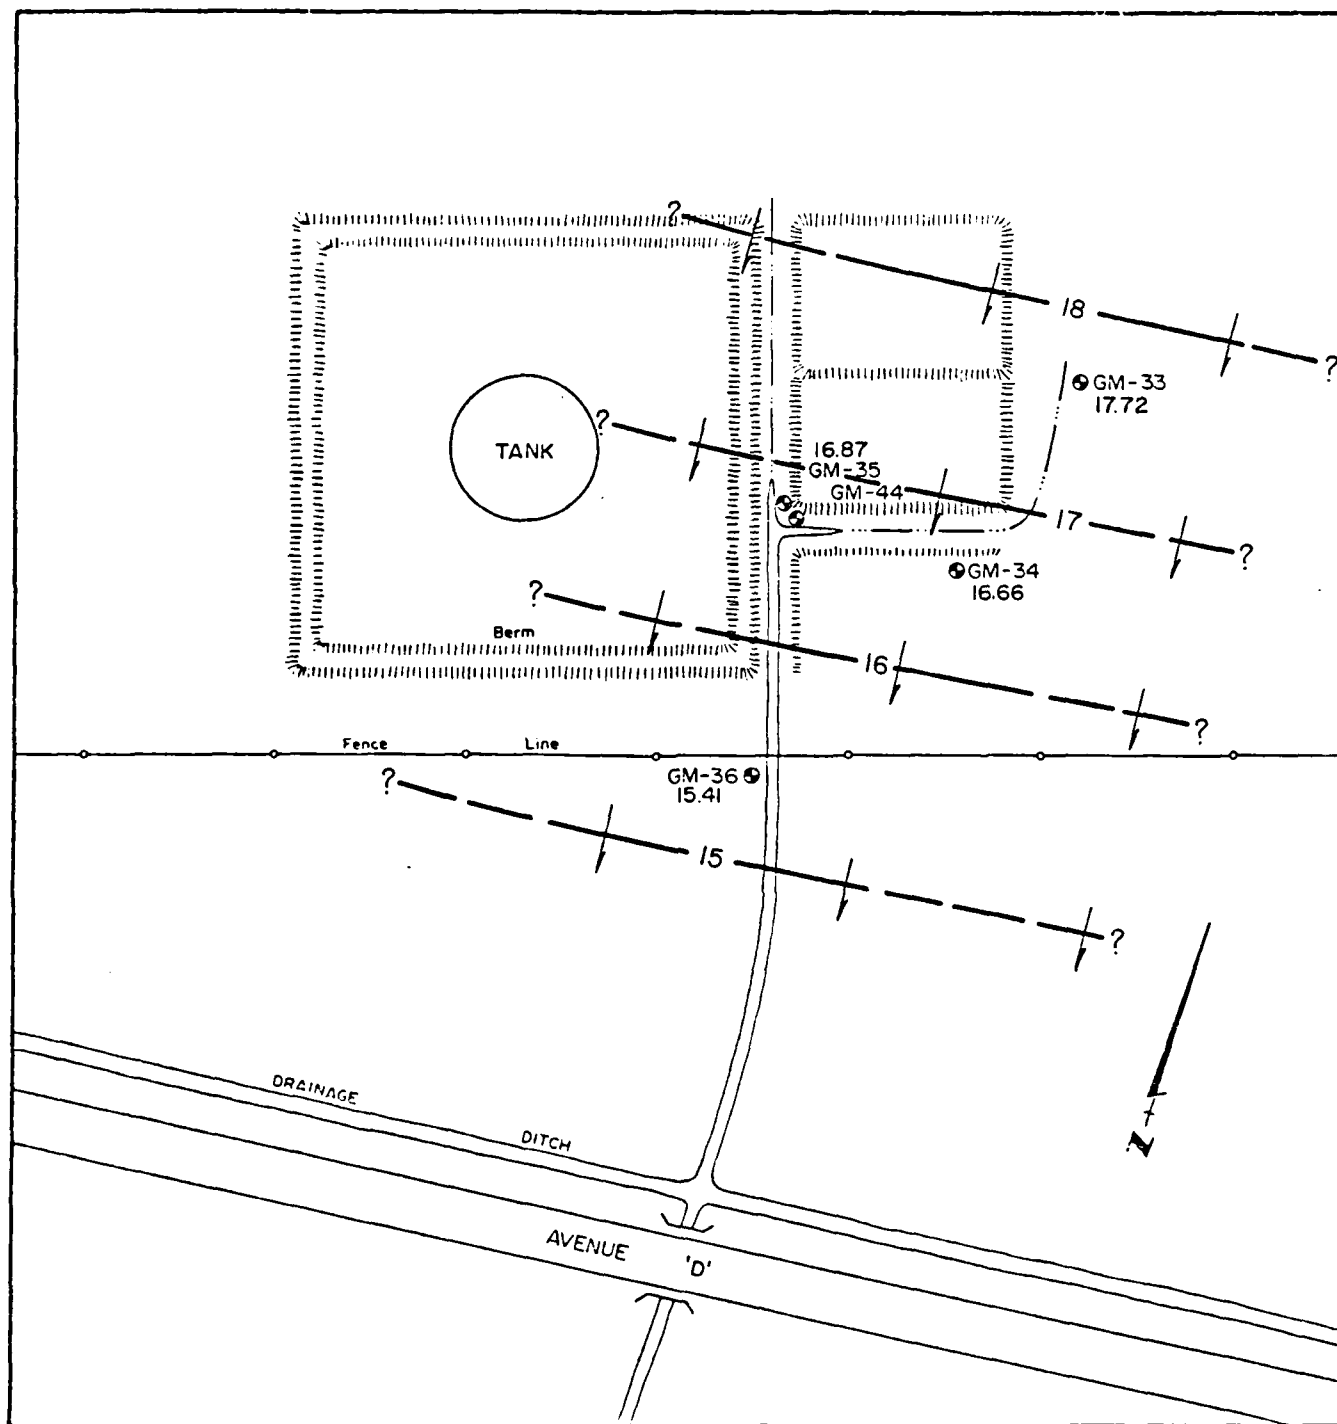 ?
18
?
GM-33
17.72
?
TANK
16.87
GM-35
GM-44
17
?
GM-34
16.66
?
Berm
16
?
Fence Line
GM-36
15.41
?
15
?
N
DRAINAGE DITCH
AVENUE 'D'